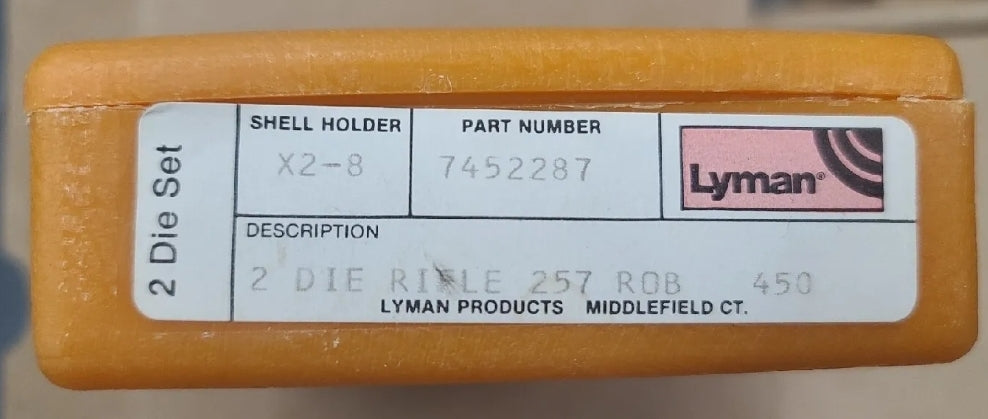 2 Die Set
SHELL HOLDER
X2-8
PART NUMBER
7452287
Lyman®
DESCRIPTION
2 DIE RIFLE 257 ROB 450
LYMAN PRODUCTS MIDDLEFIELD CT.